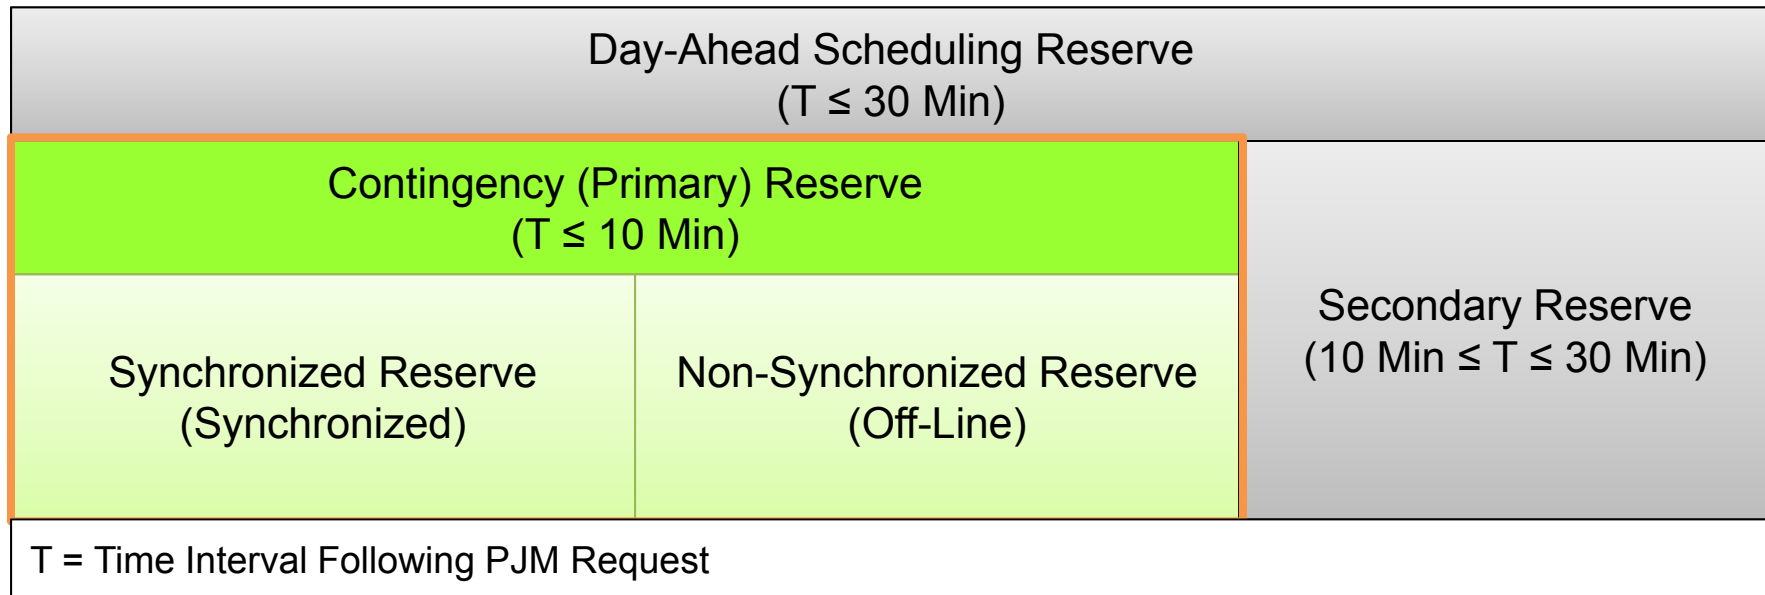 Day-Ahead Scheduling Reserve
(T ≤ 30 Min)
Contingency (Primary) Reserve
(T ≤ 10 Min)
Synchronized Reserve
(Synchronized)
Non-Synchronized Reserve
(Off-Line)
Secondary Reserve
(10 Min ≤ T ≤ 30 Min)
T = Time Interval Following PJM Request